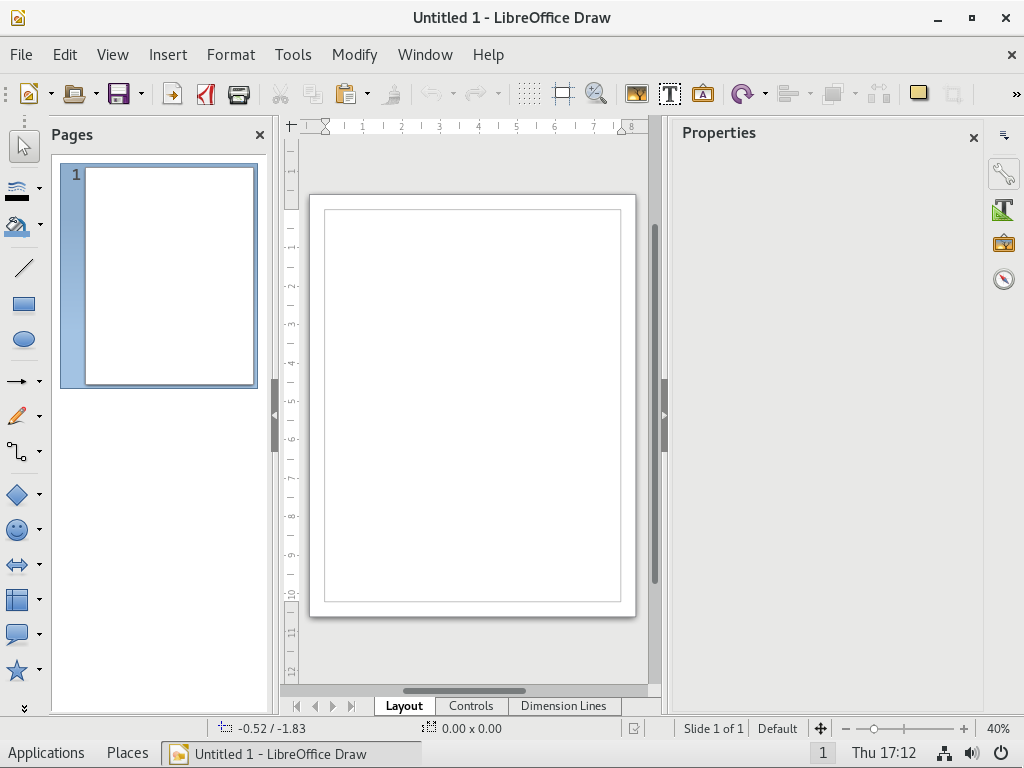 Untitled 1 - LibreOffice Draw
File Edit View Insert Format Tools Modify Window Help
Pages
1
1 2 3 4 5 6 7 8
1
1
2
3
4
5
6
7
8
9
10
11
12
Properties
Layout Controls Dimension Lines
-0.52 / -1.83 0.00 x 0.00 Slide 1 of 1 Default 40%
Applications Places Untitled 1 - LibreOffice Draw 1 Thu 17:12